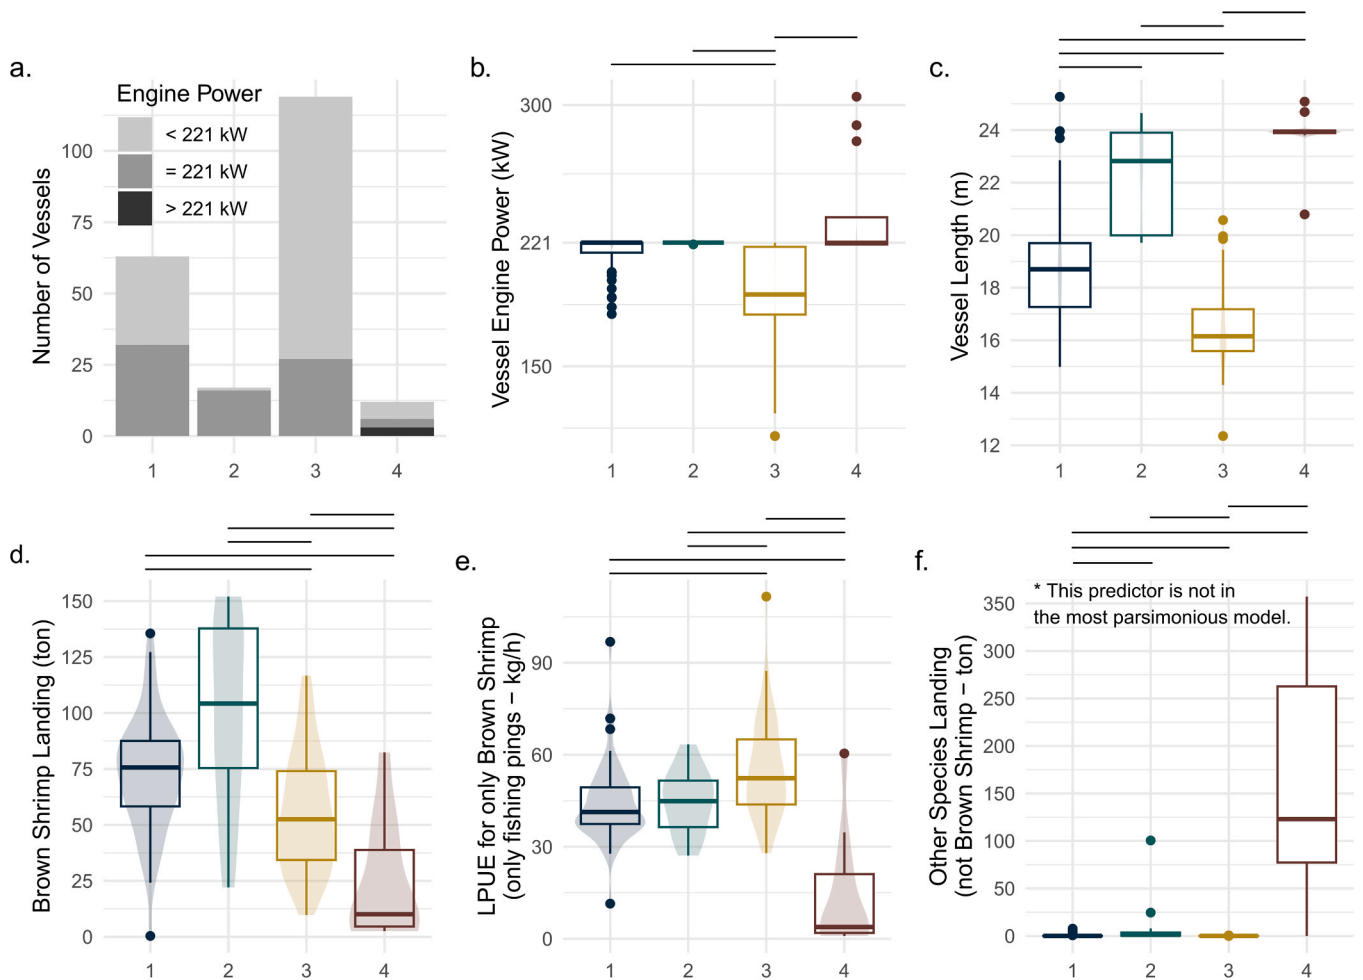 a.
Engine Power
< 221 kW
= 221 kW
> 221 kW
Number of Vessels
100
75
50
25
0
1 2 3 4
b.
Vessel Engine Power (kW)
300
221
150
1 2 3 4
c.
Vessel Length (m)
24
22
20
18
16
14
12
1 2 3 4
d.
Brown Shrimp Landing (ton)
150
125
100
75
50
25
0
1 2 3 4
e.
LPUE for only Brown Shrimp
(only fishing pings − kg/h)
90
60
30
0
1 2 3 4
f.
* This predictor is not in
the most parsimonious model.
Other Species Landing
(not Brown Shrimp − ton)
350
300
250
200
150
100
50
0
1 2 3 4